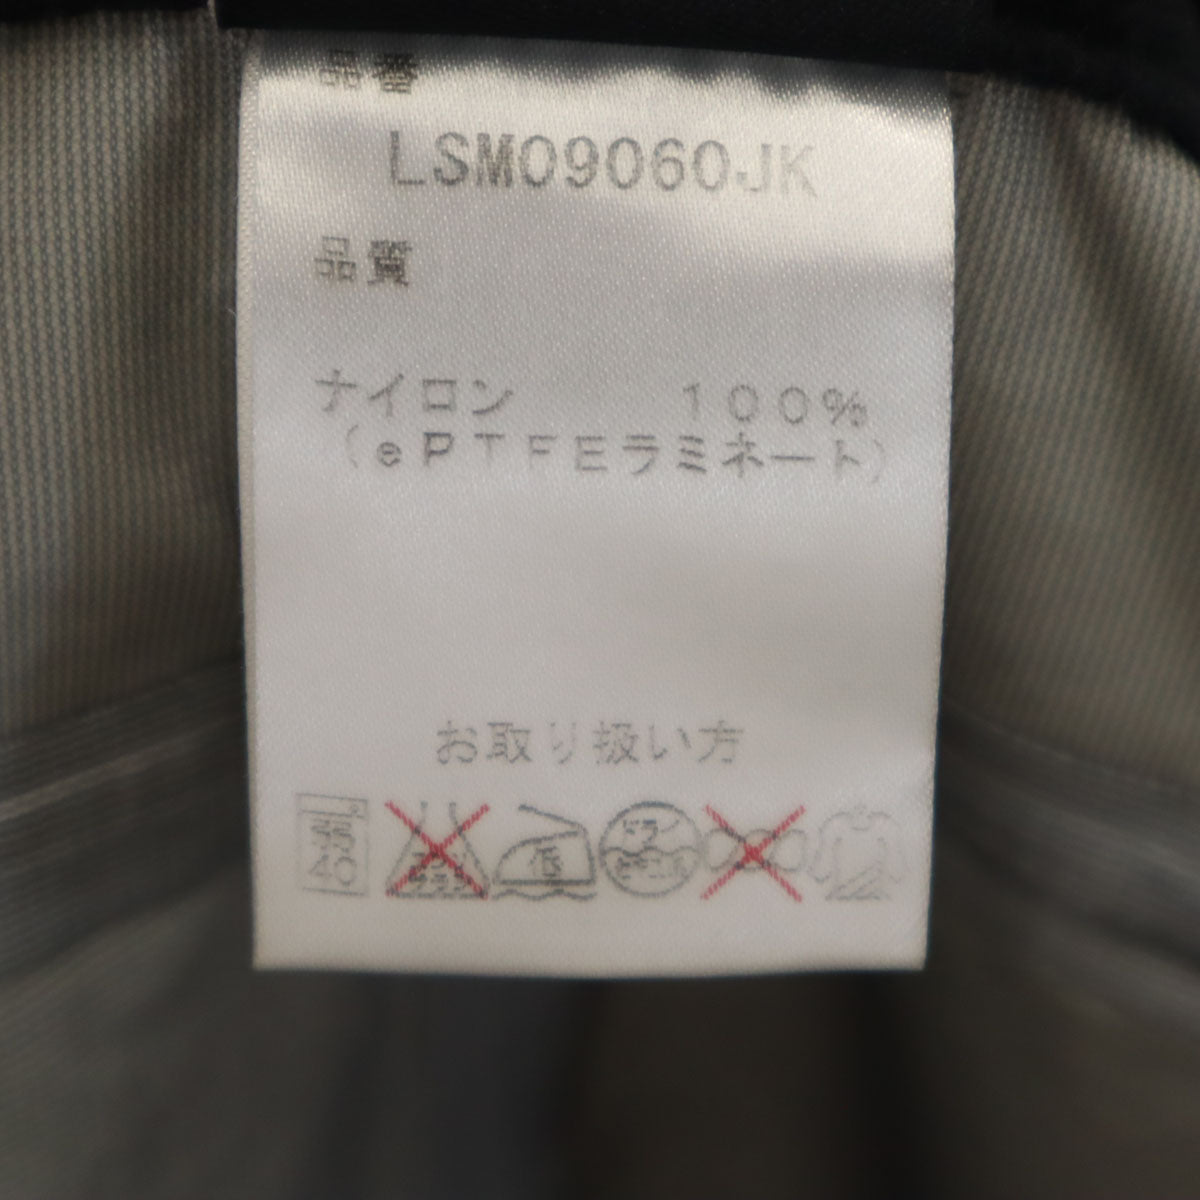 品番
LSM09060JK
品質
ナイロン 100%
(ePTFEラミネート)
お取り扱い方
40